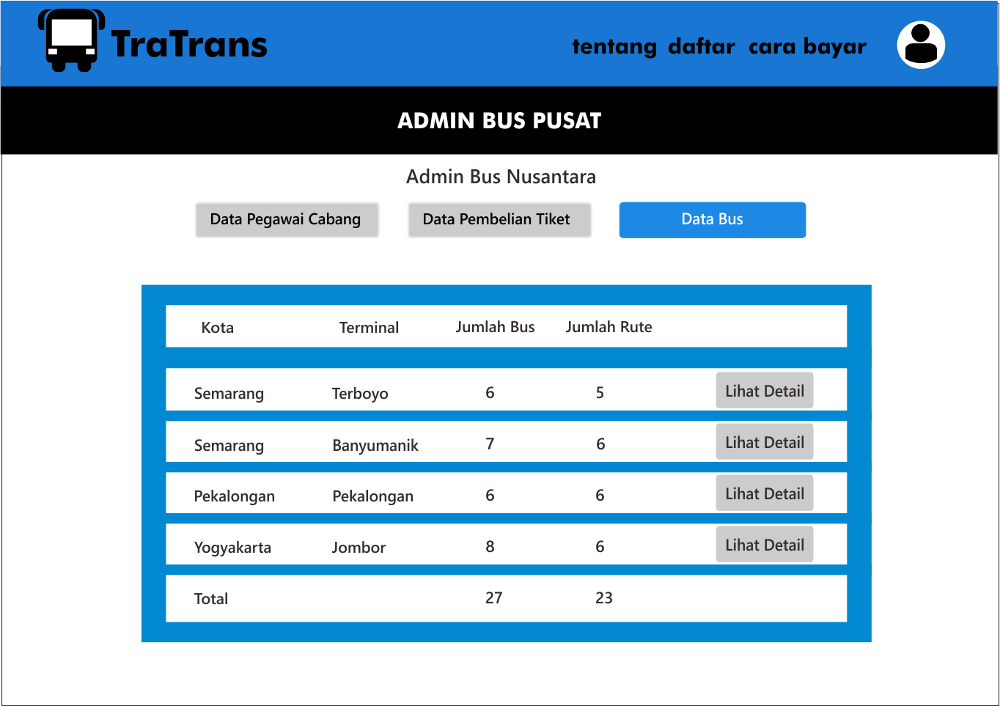 TraTrans
tentang daftar cara bayar
ADMIN BUS PUSAT
Admin Bus Nusantara
Data Pegawai Cabang Data Pembelian Tiket Data Bus
Kota Terminal Jumlah Bus Jumlah Rute
Semarang Terboyo 6 5 Lihat Detail
Semarang Banyumanik 7 6 Lihat Detail
Pekalongan Pekalongan 6 6 Lihat Detail
Yogyakarta Jombor 8 6 Lihat Detail
Total 27 23